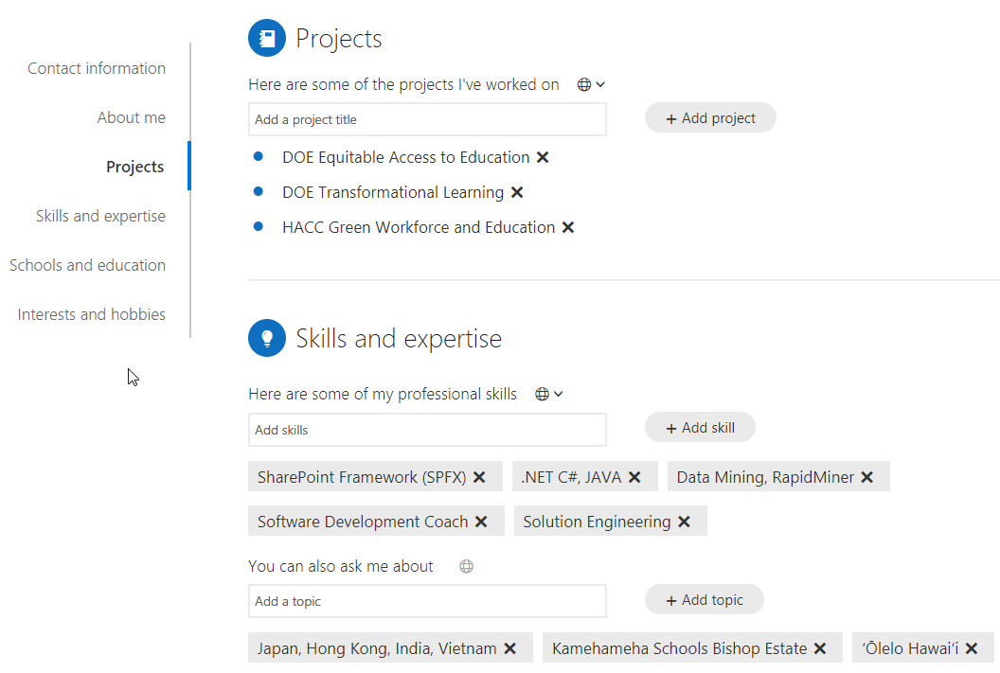 Contact information
About me
Projects
Skills and expertise
Schools and education
Interests and hobbies
Projects
Here are some of the projects I've worked on
Add a project title
+ Add project
DOE Equitable Access to Education
DOE Transformational Learning
HACC Green Workforce and Education
Skills and expertise
Here are some of my professional skills
Add skills
+ Add skill
SharePoint Framework (SPFX) .NET C#, JAVA Data Mining, RapidMiner
Software Development Coach Solution Engineering
You can also ask me about
Add a topic
+ Add topic
Japan, Hong Kong, India, Vietnam Kamehameha Schools Bishop Estate ʻŌlelo Hawaiʻi